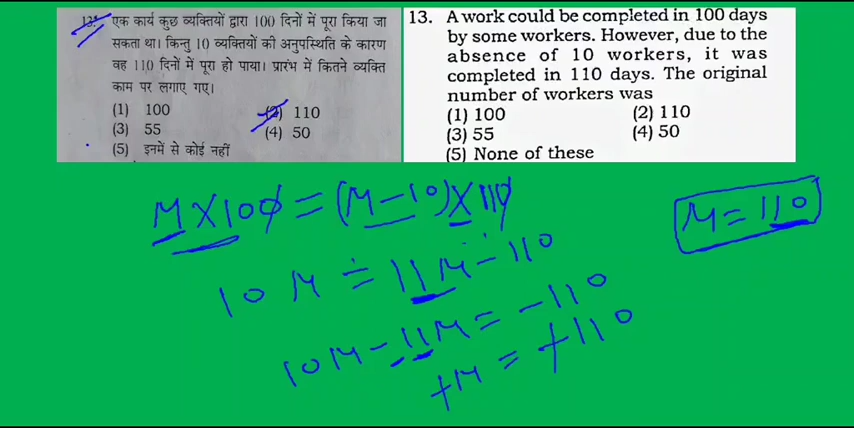 13. एक कार्य कुछ व्यक्तियों द्वारा 100 दिनों में पूरा किया जा
सकता था। किन्तु 10 व्यक्तियों की अनुपस्थिति के कारण
वह 110 दिनों में पूरा हो पाया। प्रारंभ में कितने व्यक्ति
काम पर लगाए गए।
(1) 100 (2) 110
(3) 55 (4) 50
(5) इनमें से कोई नहीं
13. A work could be completed in 100 days
by some workers. However, due to the
absence of 10 workers, it was
completed in 110 days. The original
number of workers was
(1) 100 (2) 110
(3) 55 (4) 50
(5) None of these
M × 100 = (M - 10) × 110
10 M = 11 M - 110
10 M - 11 M = - 110
+ M = + 110
M = 110